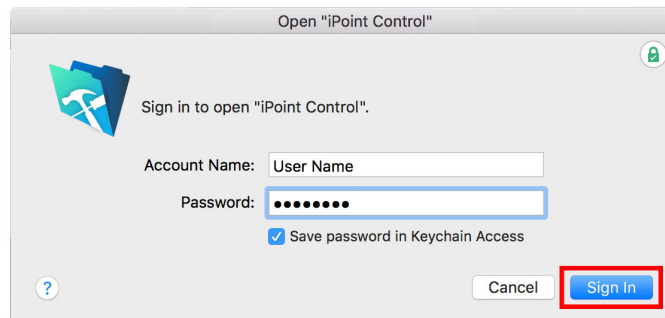 Open "iPoint Control"
Sign in to open "iPoint Control".
Account Name: User Name
Password: ●●●●●●●●
Save password in Keychain Access
? Cancel Sign In